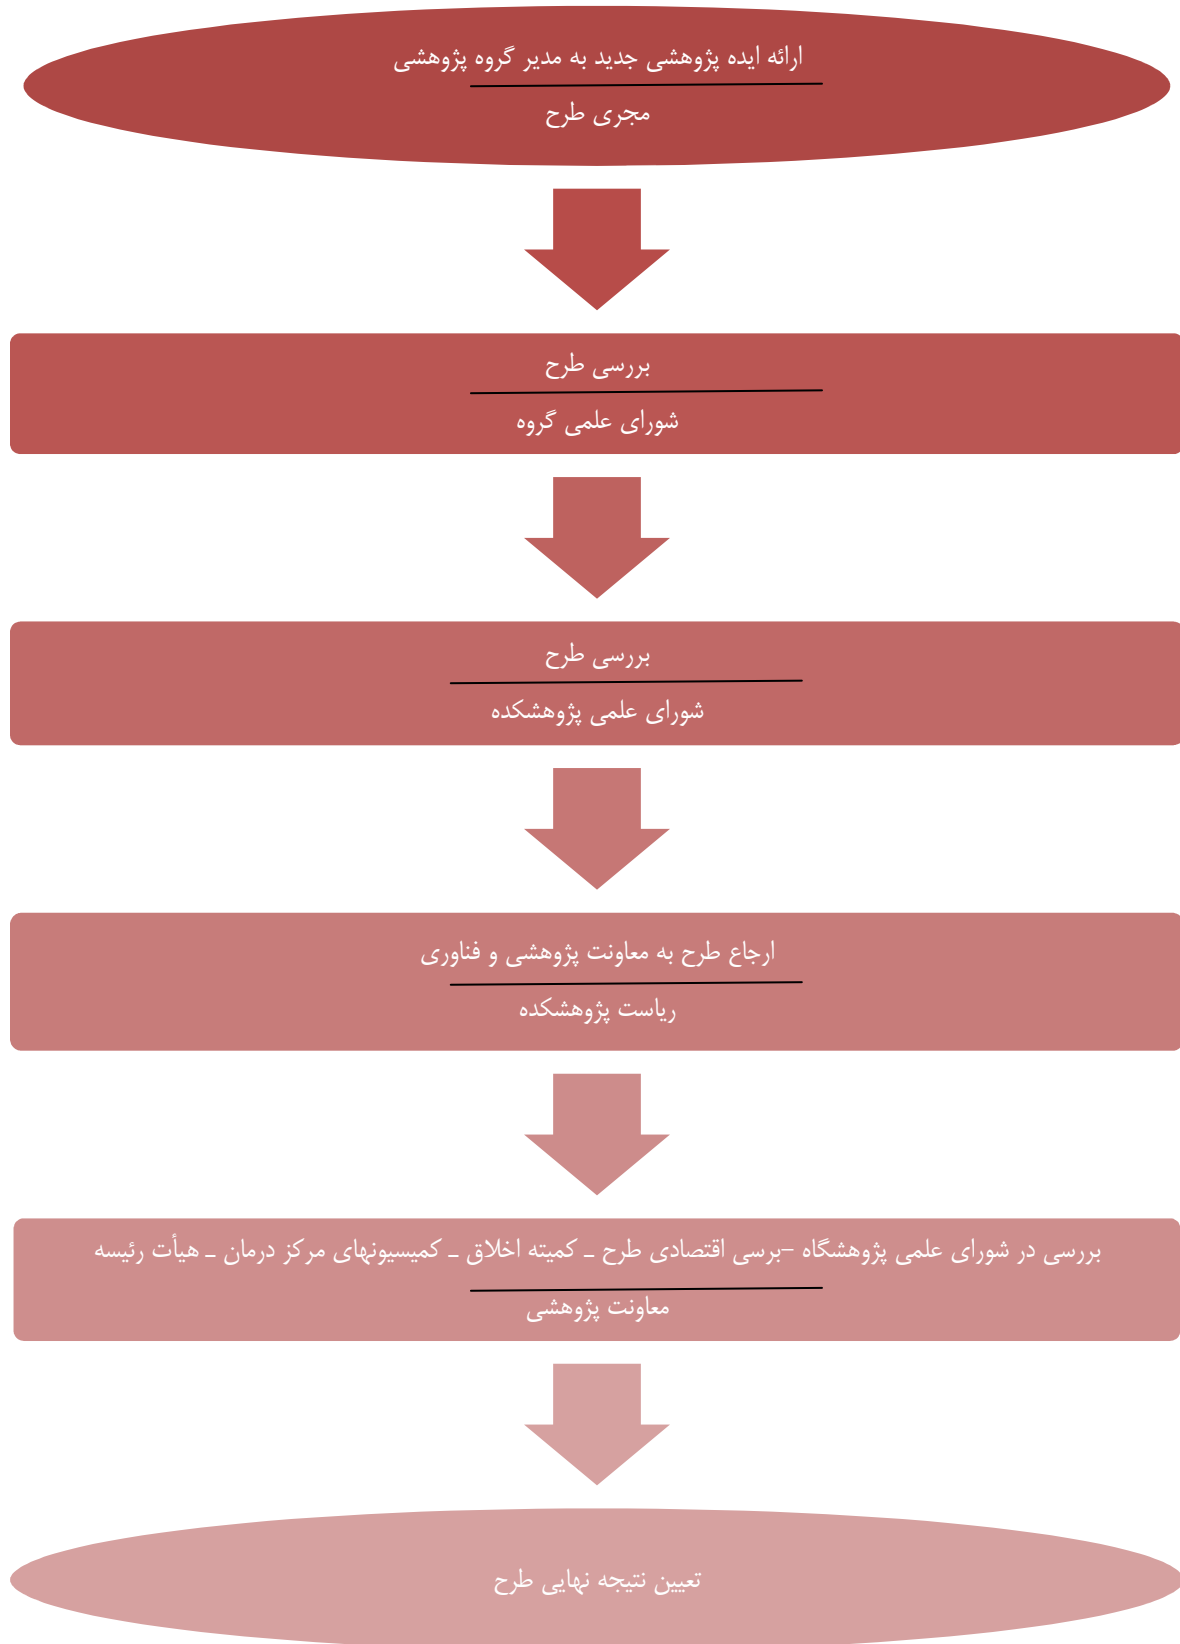 ارائه ایده پژوهشی جدید به مدیر گروه پژوهشی
مجری طرح
بررسی طرح
شورای علمی گروه
بررسی طرح
شورای علمی پژوهشکده
ارجاع طرح به معاونت پژوهشی و فناوری
ریاست پژوهشکده
بررسی در شورای علمی پژوهشگاه –برسی اقتصادی طرح ـ کمیته اخلاق ـ کمیسیونهای مرکز درمان ـ هیأت رئیسه
معاونت پژوهشی
تعیین نتیجه نهایی طرح